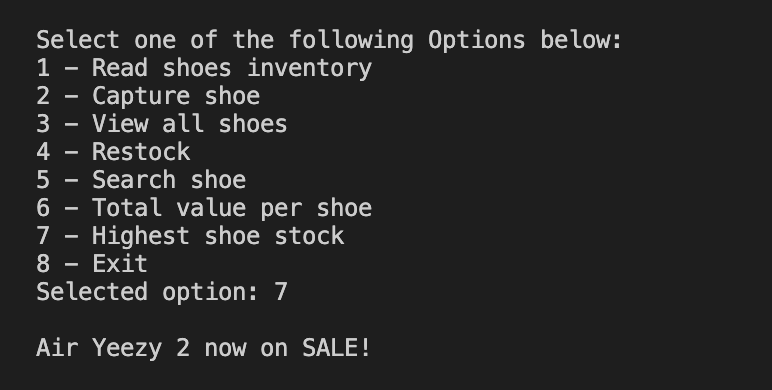 Select one of the following Options below:
1 – Read shoes inventory
2 – Capture shoe
3 – View all shoes
4 – Restock
5 – Search shoe
6 – Total value per shoe
7 – Highest shoe stock
8 – Exit
Selected option: 7
Air Yeezy 2 now on SALE!